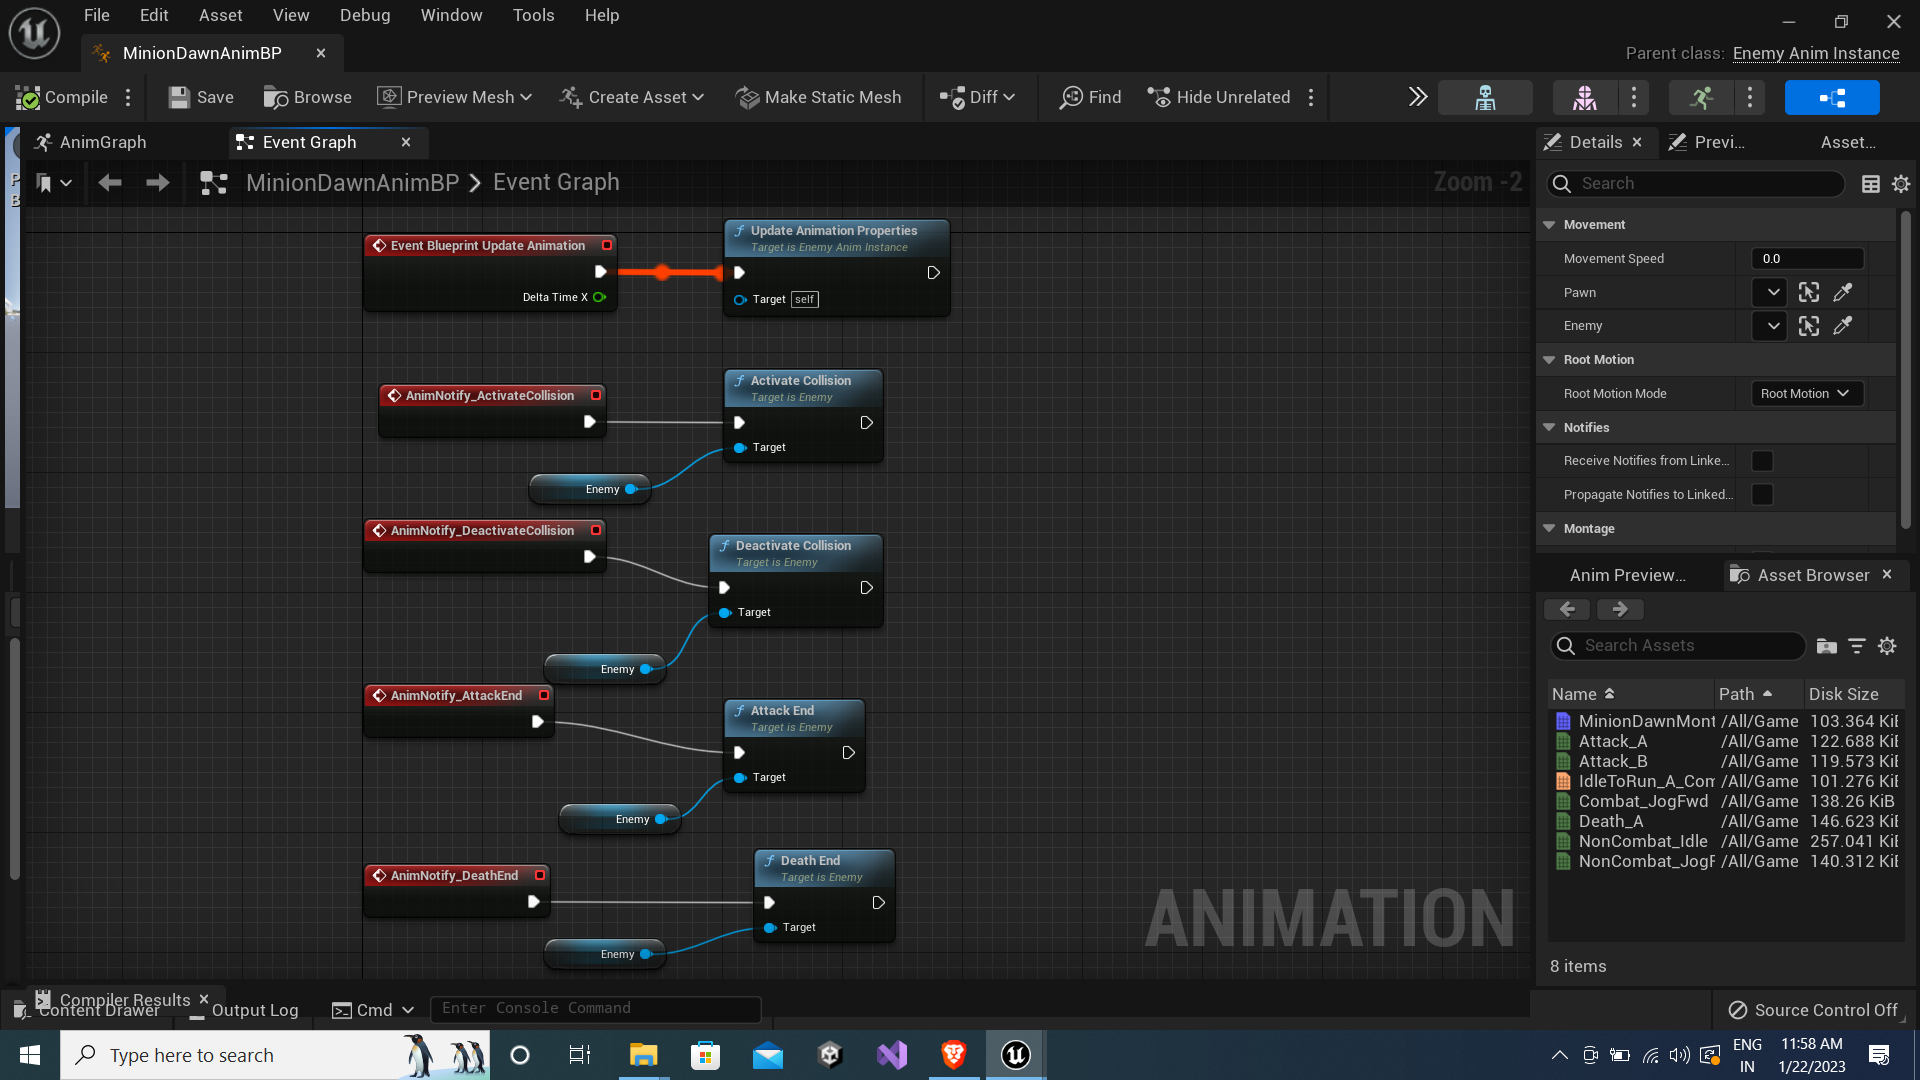 File Edit Asset View Debug Window Tools Help
MinionDawnAnimBP
Parent class: Enemy Anim Instance
Compile Save Browse Preview Mesh Create Asset Make Static Mesh Diff Find Hide Unrelated
AnimGraph Event Graph
Details Previ... Asset...
P
B
MinionDawnAnimBP > Event Graph
Zoom -2
Search
Event Blueprint Update Animation
Delta Time X
f Update Animation Properties
Target is Enemy Anim Instance
Target self
AnimNotify_ActivateCollision
f Activate Collision
Target is Enemy
Target
Enemy
AnimNotify_DeactivateCollision
f Deactivate Collision
Target is Enemy
Target
Enemy
AnimNotify_AttackEnd
f Attack End
Target is Enemy
Target
Enemy
AnimNotify_DeathEnd
f Death End
Target is Enemy
Target
Enemy
ANIMATION
Movement
Movement Speed 0.0
Pawn
Enemy
Root Motion
Root Motion Mode Root Motion
Notifies
Receive Notifies from Linke...
Propagate Notifies to Linked...
Montage
Anim Preview... Asset Browser
Search Assets
Name Path Disk Size
MinionDawnMont /All/Game 103.364 KiB
Attack_A /All/Game 122.688 KiB
Attack_B /All/Game 119.573 KiB
IdleToRun_A_Com /All/Game 101.276 KiB
Combat_JogFwd /All/Game 138.26 KiB
Death_A /All/Game 146.623 KiB
NonCombat_Idle /All/Game 257.041 KiB
NonCombat_JogF /All/Game 140.312 KiB
8 items
Compiler Results
Content Drawer Output Log Cmd Enter Console Command Source Control Off
Type here to search
ENG
IN
11:58 AM
1/22/2023